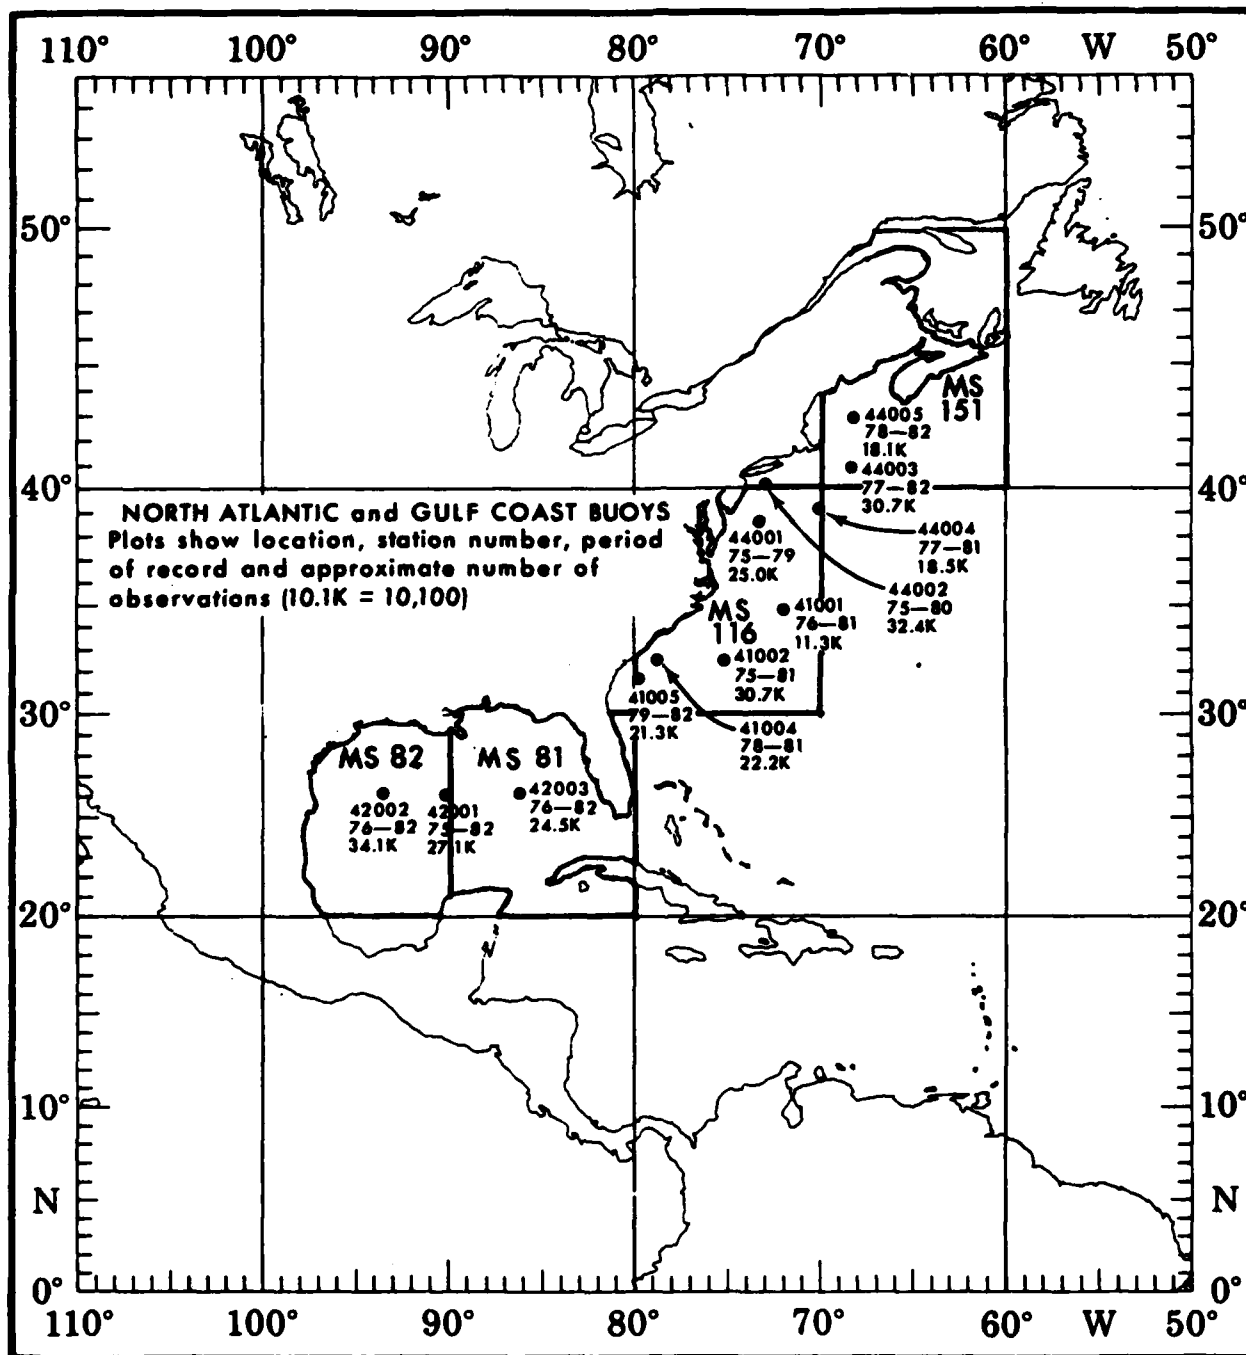 110° 100° 90° 80° 70° 60° W 50°
50° 50°
MS
151
44005
78—82
18.1K
44003
77—82
30.7K
40° 40°
NORTH ATLANTIC and GULF COAST BUOYS
Plots show location, station number, period
of record and approximate number of
observations (10.1K = 10,100)
44001
75—79
25.0K
44004
77—81
18.5K
44002
75—80
32.4K
MS
116
41001
76—81
11.3K
41002
75—81
30.7K
41005
79—82
21.3K
41004
78—81
22.2K
30° 30°
MS 82
MS 81
42002
76—82
34.1K
42001
75—82
27.1K
42003
76—82
24.5K
20° 20°
10° 10°
N N
0° 0°
110° 100° 90° 80° 70° 60° W 50°